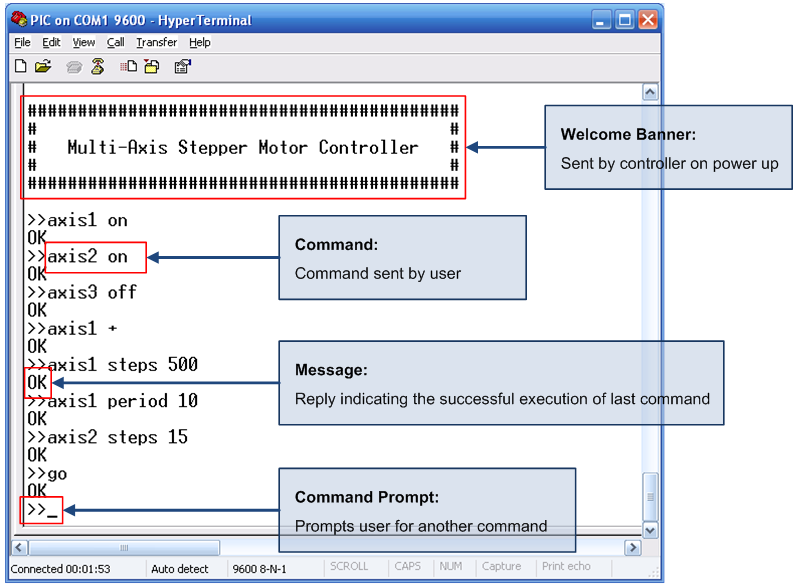 PIC on COM1 9600 - HyperTerminal
File Edit View Call Transfer Help
###########################################
# #
# Multi-Axis Stepper Motor Controller #
# #
###########################################
Welcome Banner:
Sent by controller on power up
>>axis1 on
OK
>>axis2 on
OK
Command:
Command sent by user
>>axis3 off
OK
>>axis1 +
OK
>>axis1 steps 500
OK
Message:
Reply indicating the successful execution of last command
>>axis1 period 10
OK
>>axis2 steps 15
OK
>>go
OK
>>_
Command Prompt:
Prompts user for another command
Connected 00:01:53 Auto detect 9600 8-N-1 SCROLL CAPS NUM Capture Print echo